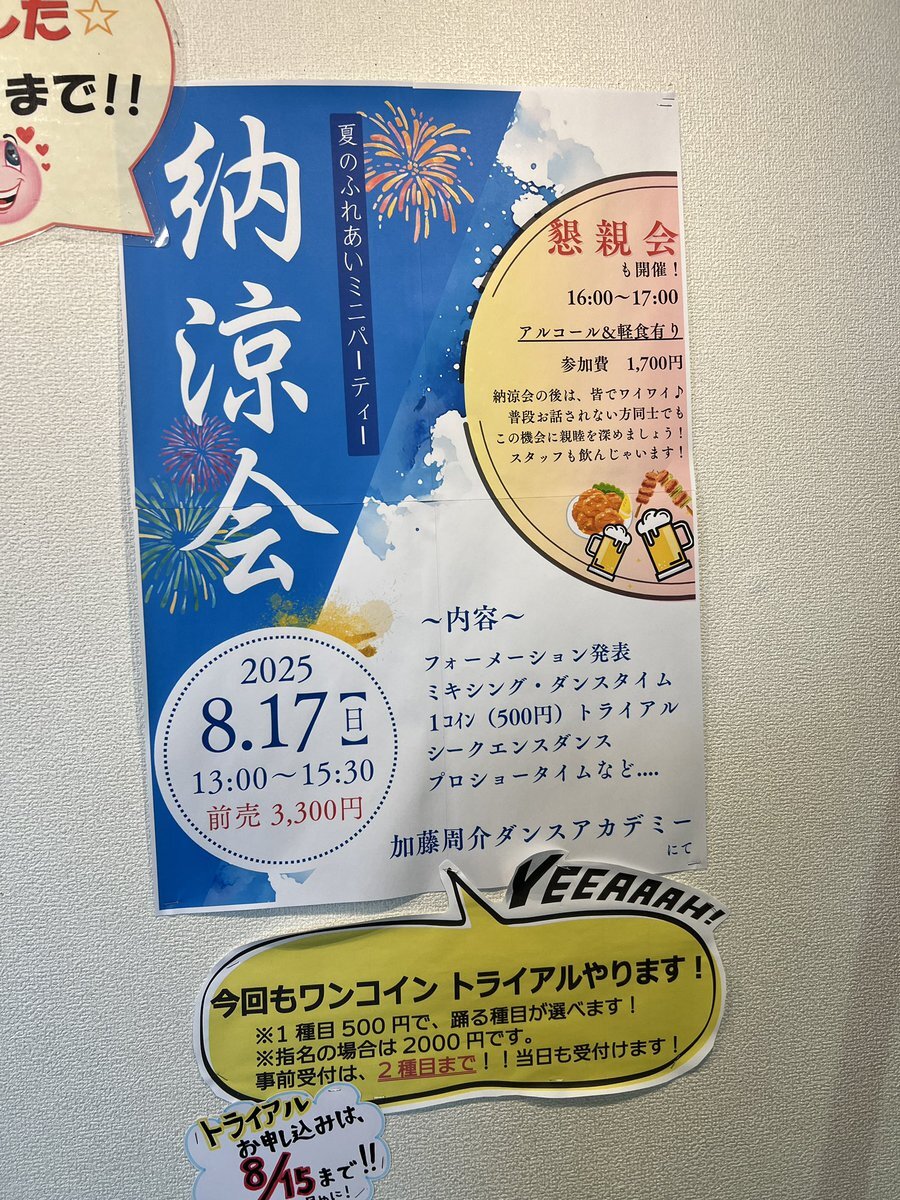 した☆
まで!!
納涼会
夏のふれあいミニパーティー
懇親会
も開催！
16:00〜17:00
アルコール&軽食有り
参加費 1,700円
納涼会の後は、皆でワイワイ♪
普段お話されない方同士でも
この機会に親睦を深めましょう！
スタッフも飲んじゃいます！
2025
8.17【日】
13:00〜15:30
前売 3,300円
〜内容〜
フォーメーション発表
ミキシング・ダンスタイム
1コイン（500円）トライアル
シークエンスダンス
プロショータイムなど....
加藤周介ダンスアカデミー
にて
YEEAAAH!
今回もワンコイン トライアルやります！
※1種目500円で、踊る種目が選べます！
※指名の場合は2000円です。
事前受付は、2種目まで！！当日も受付けます！
トライアル
お申し込みは、
8/15まで!!